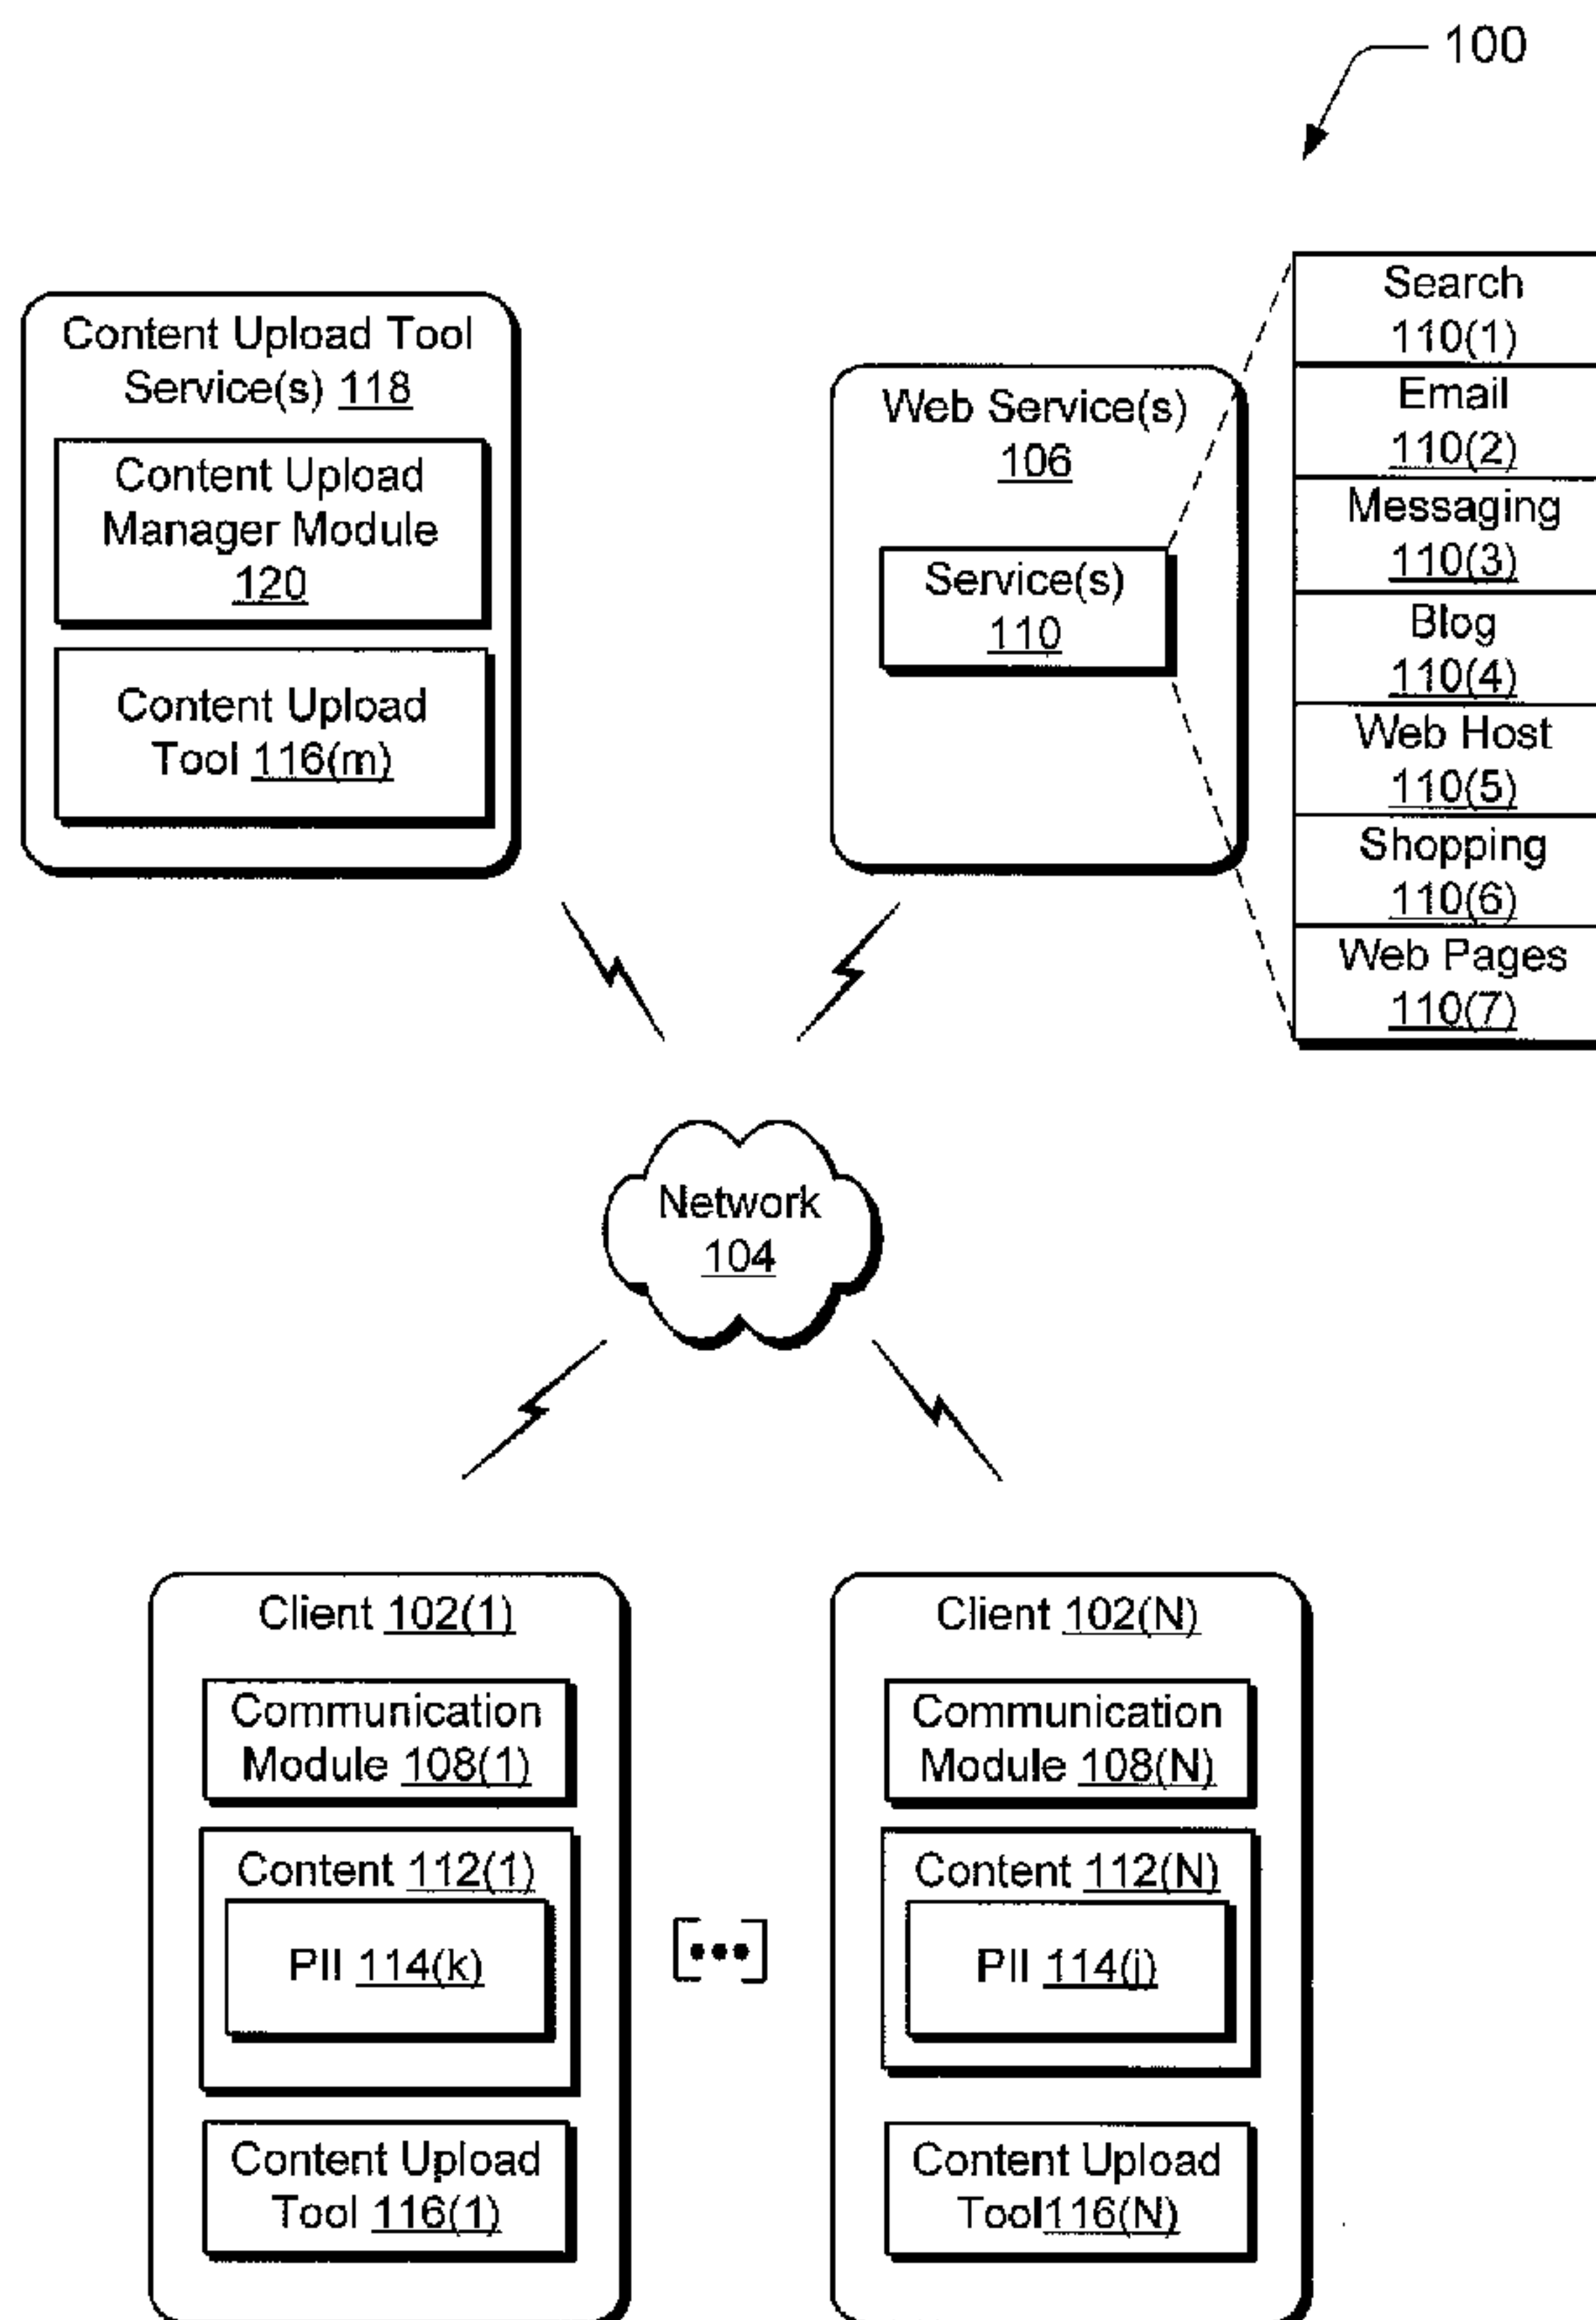 100
Content Upload Tool
Service(s) 118
Content Upload
Manager Module
120
Content Upload
Tool 116(m)
Web Service(s)
106
Service(s)
110
Search
110(1)
Email
110(2)
Messaging
110(3)
Blog
110(4)
Web Host
110(5)
Shopping
110(6)
Web Pages
110(7)
Network
104
Client 102(1)
Communication
Module 108(1)
Content 112(1)
PII 114(k)
Content Upload
Tool 116(1)
[•••]
Client 102(N)
Communication
Module 108(N)
Content 112(N)
PII 114(j)
Content Upload
Tool116(N)